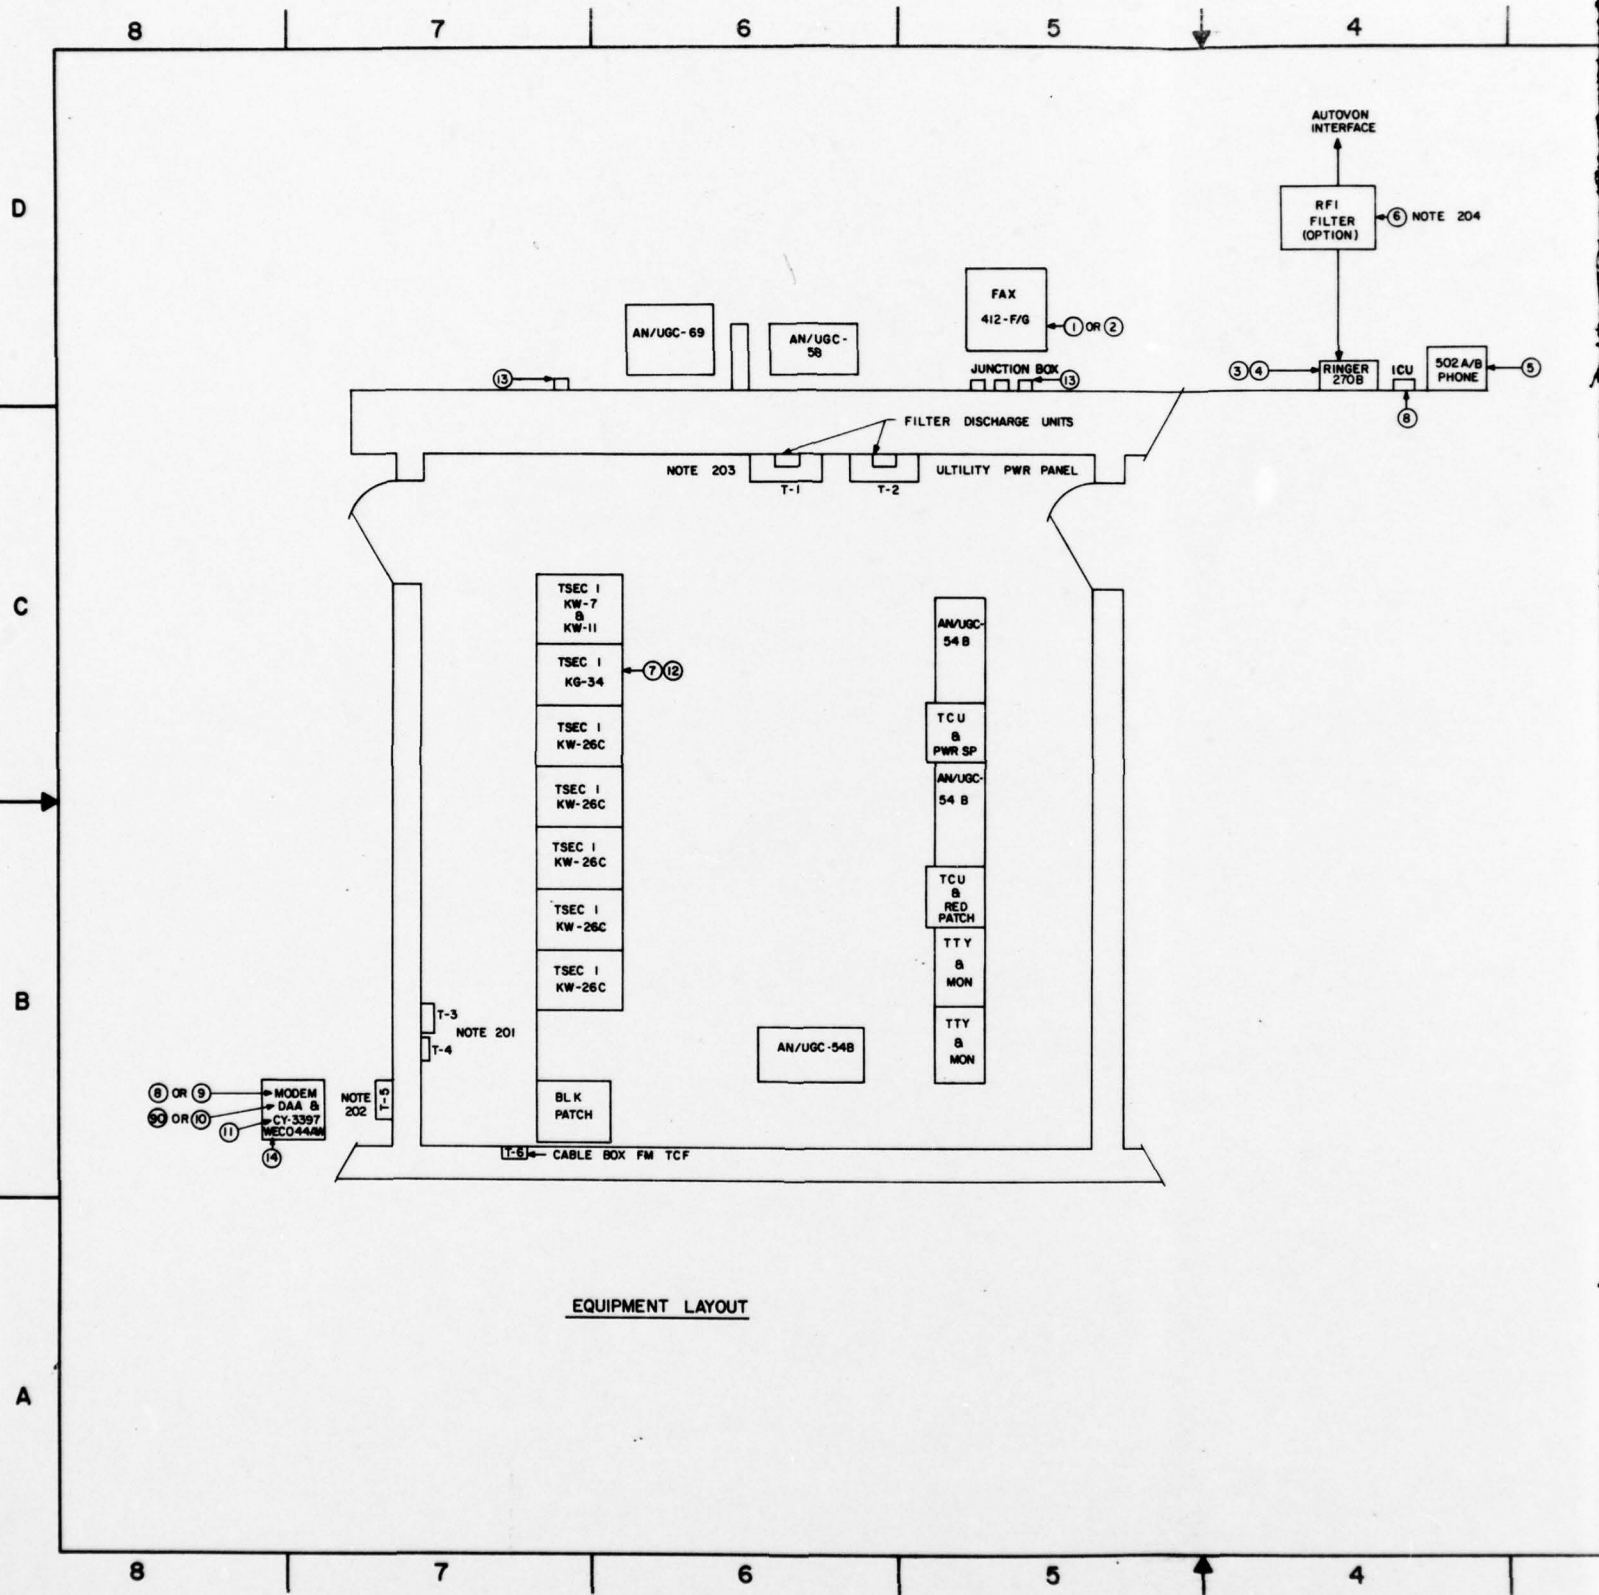 8 7 6 5 4
D
AUTOVON
INTERFACE
RFI
FILTER
(OPTION)
6 NOTE 204
FAX
412-F/G
1 OR 2
AN/UGC-69
AN/UGC-
58
JUNCTION BOX
13
13
3 4
RINGER
270B
ICU
8
502 A/B
PHONE
5
FILTER DISCHARGE UNITS
NOTE 203
T-1
T-2
ULTILITY PWR PANEL
C
TSEC I
KW-7
&
KW-11
TSEC I
KG-34
7 12
TSEC I
KW-26C
TSEC I
KW-26C
TSEC I
KW-26C
TSEC I
KW-26C
TSEC I
KW-26C
AN/UGC-
54 B
TCU
&
PWR SP
AN/UGC-
54 B
TCU
&
RED
PATCH
TTY
&
MON
TTY
&
MON
B
T-3
NOTE 201
T-4
AN/UGC-54B
8 OR 9
MODEM
DAA &
CY-3397
WECO44AW
OR 10
11
14
NOTE
202
T-5
BLK
PATCH
T-6
CABLE BOX FM TCF
EQUIPMENT LAYOUT
A
8 7 6 5 4